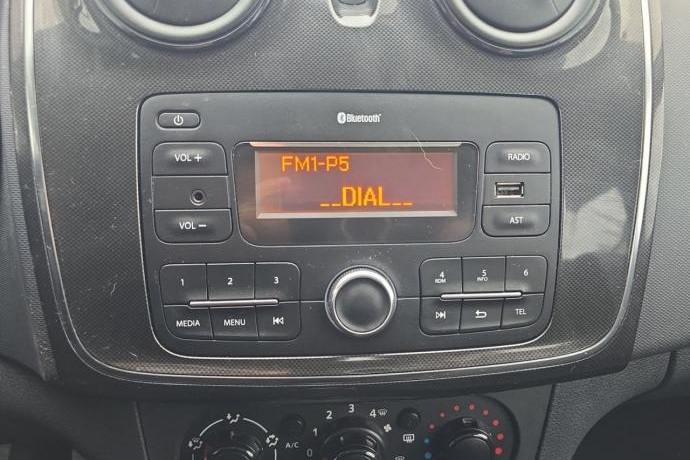 Bluetooth
VOL +
FM1-P5
RADIO
__DIAL__
VOL −
AST
1 2 3
4 RDM 5 INFO 6
MEDIA MENU
TEL
A/C 0 1 2 3 4